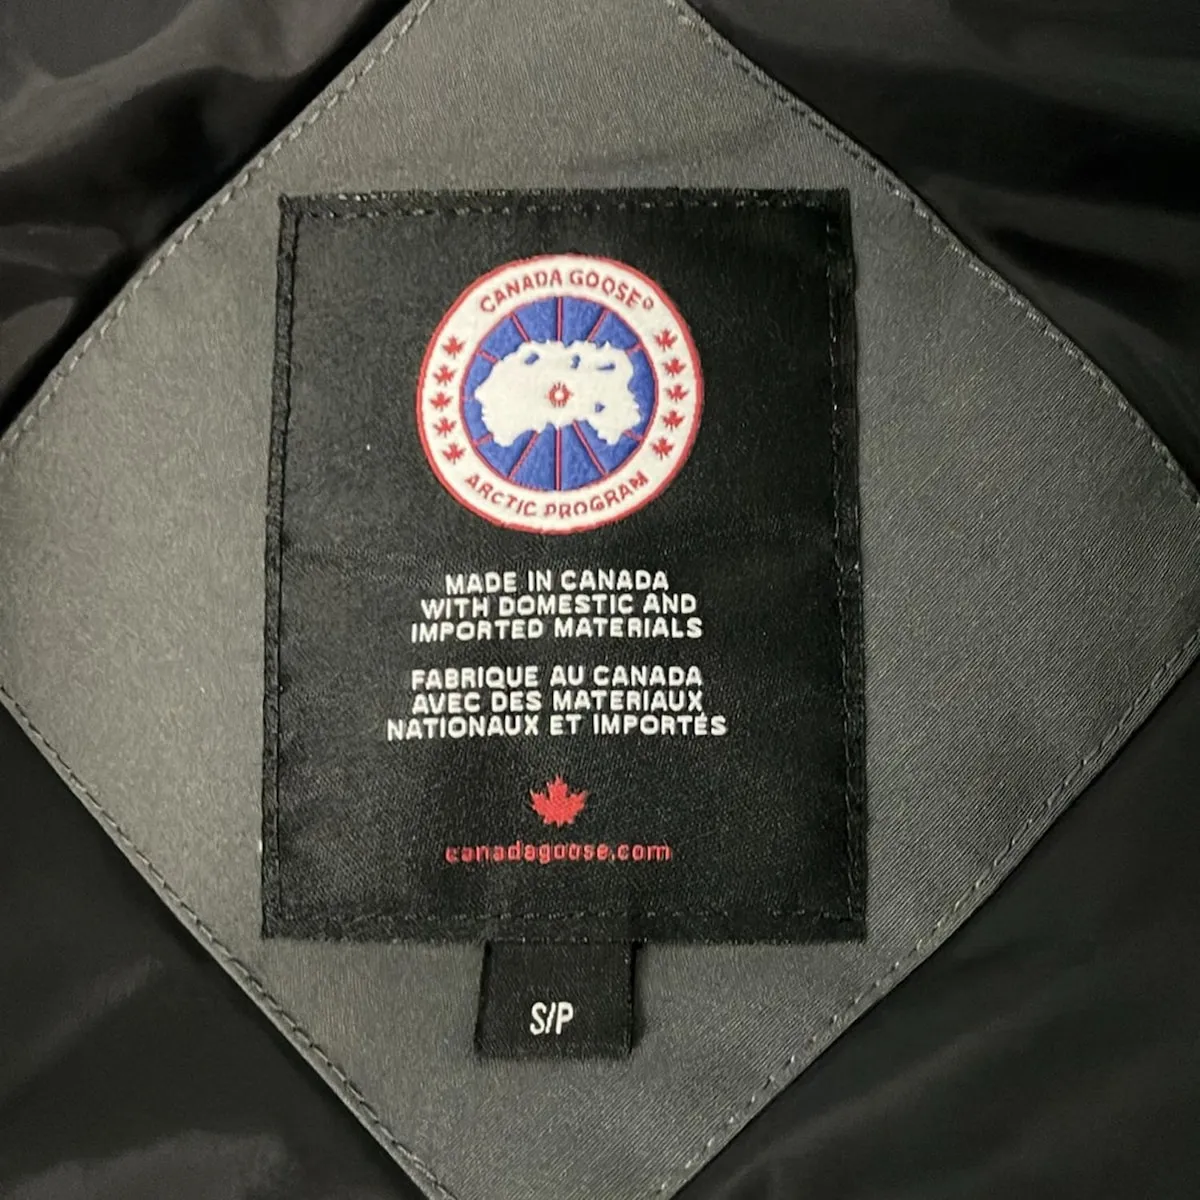 CANADA GOOSE®
ARCTIC PROGRAM
MADE IN CANADA
WITH DOMESTIC AND
IMPORTED MATERIALS
FABRIQUE AU CANADA
AVEC DES MATERIAUX
NATIONAUX ET IMPORTÉS
canadagoose.com
S/P